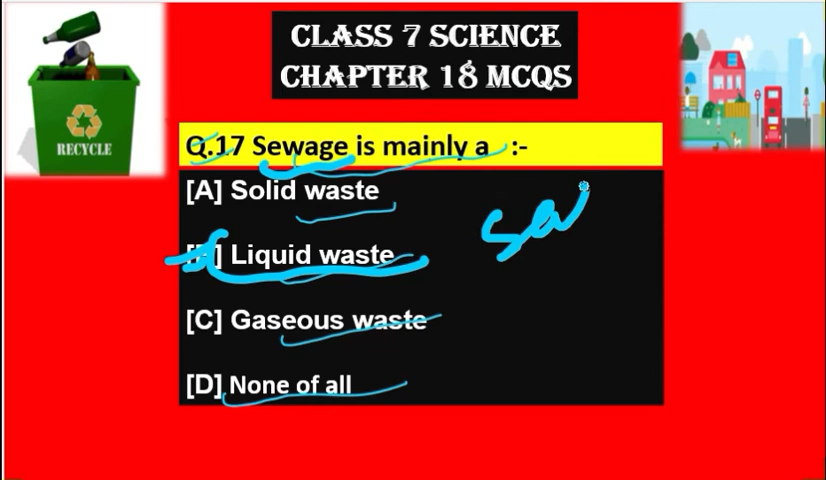 CLASS 7 SCIENCE
CHAPTER 18 MCQS
RECYCLE
Q.17 Sewage is mainly a :-
[A] Solid waste
Liquid waste
[C] Gaseous waste
[D] None of all